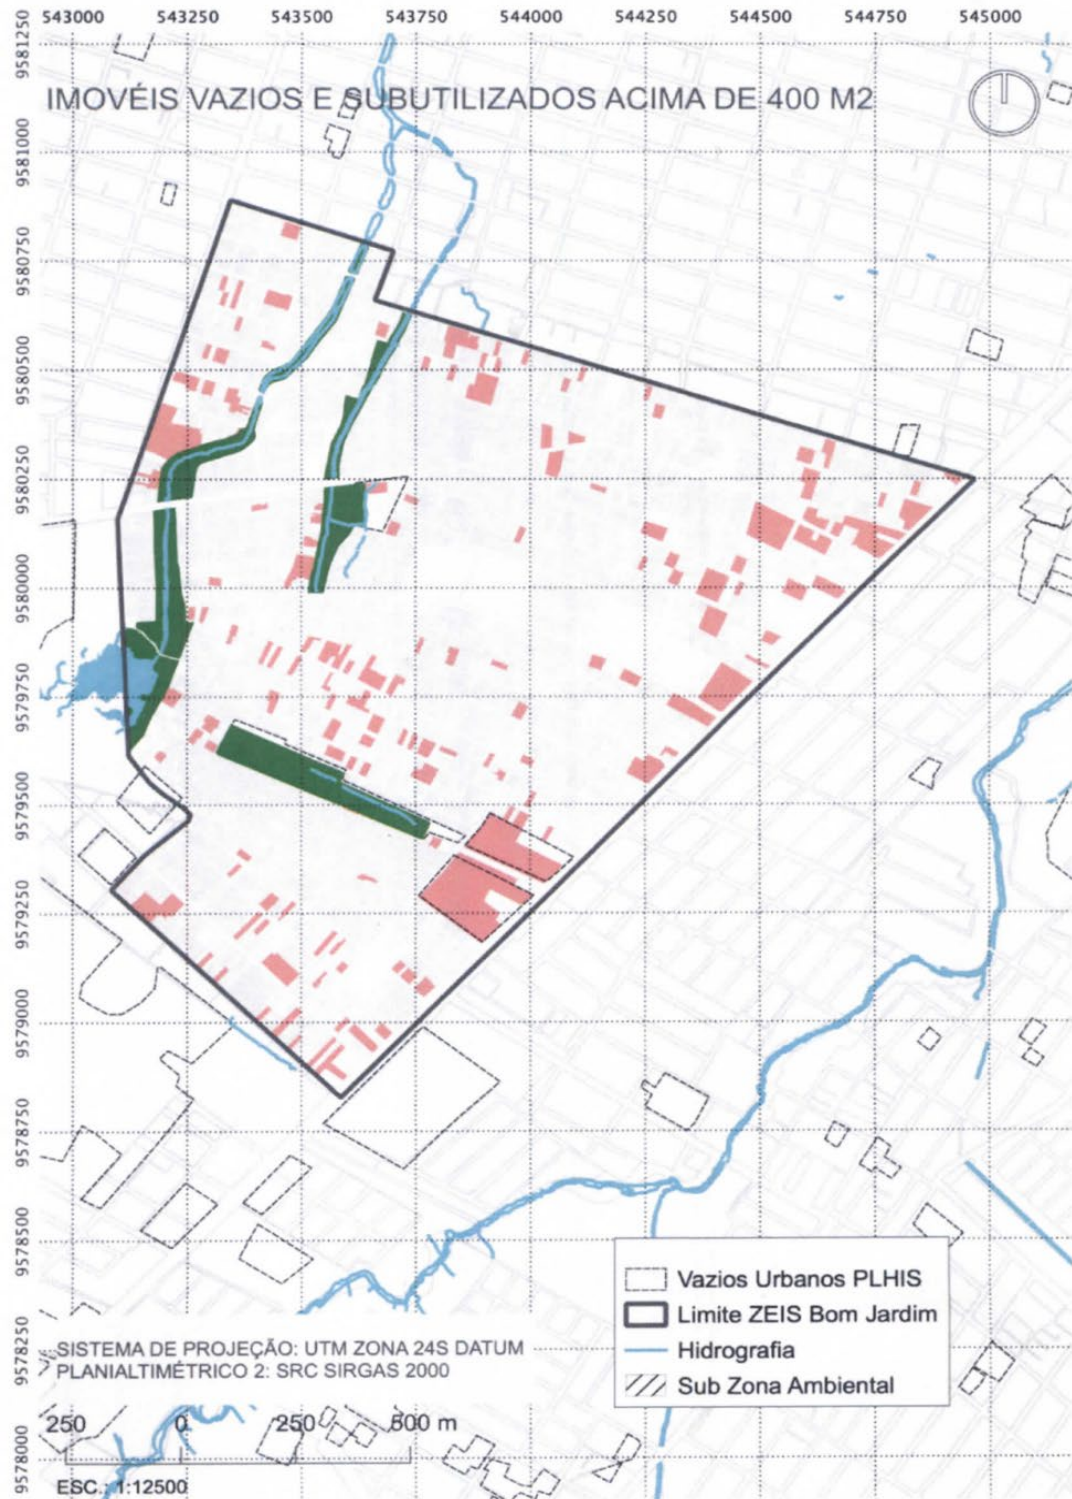 543000 543250 543500 543750 544000 544250 544500 544750 545000
9581250
IMOVÉIS VAZIOS E SUBUTILIZADOS ACIMA DE 400 M2
9581000
9580750
9580500
9580250
9580000
9579750
9579500
9579250
9579000
9578750
9578500
9578250
9578000
Vazios Urbanos PLHIS
Limite ZEIS Bom Jardim
Hidrografia
Sub Zona Ambiental
SISTEMA DE PROJEÇÃO: UTM ZONA 24S DATUM
PLANIALTIMÉTRICO 2: SRC SIRGAS 2000
250 0 250 500 m
ESC.: 1:12500